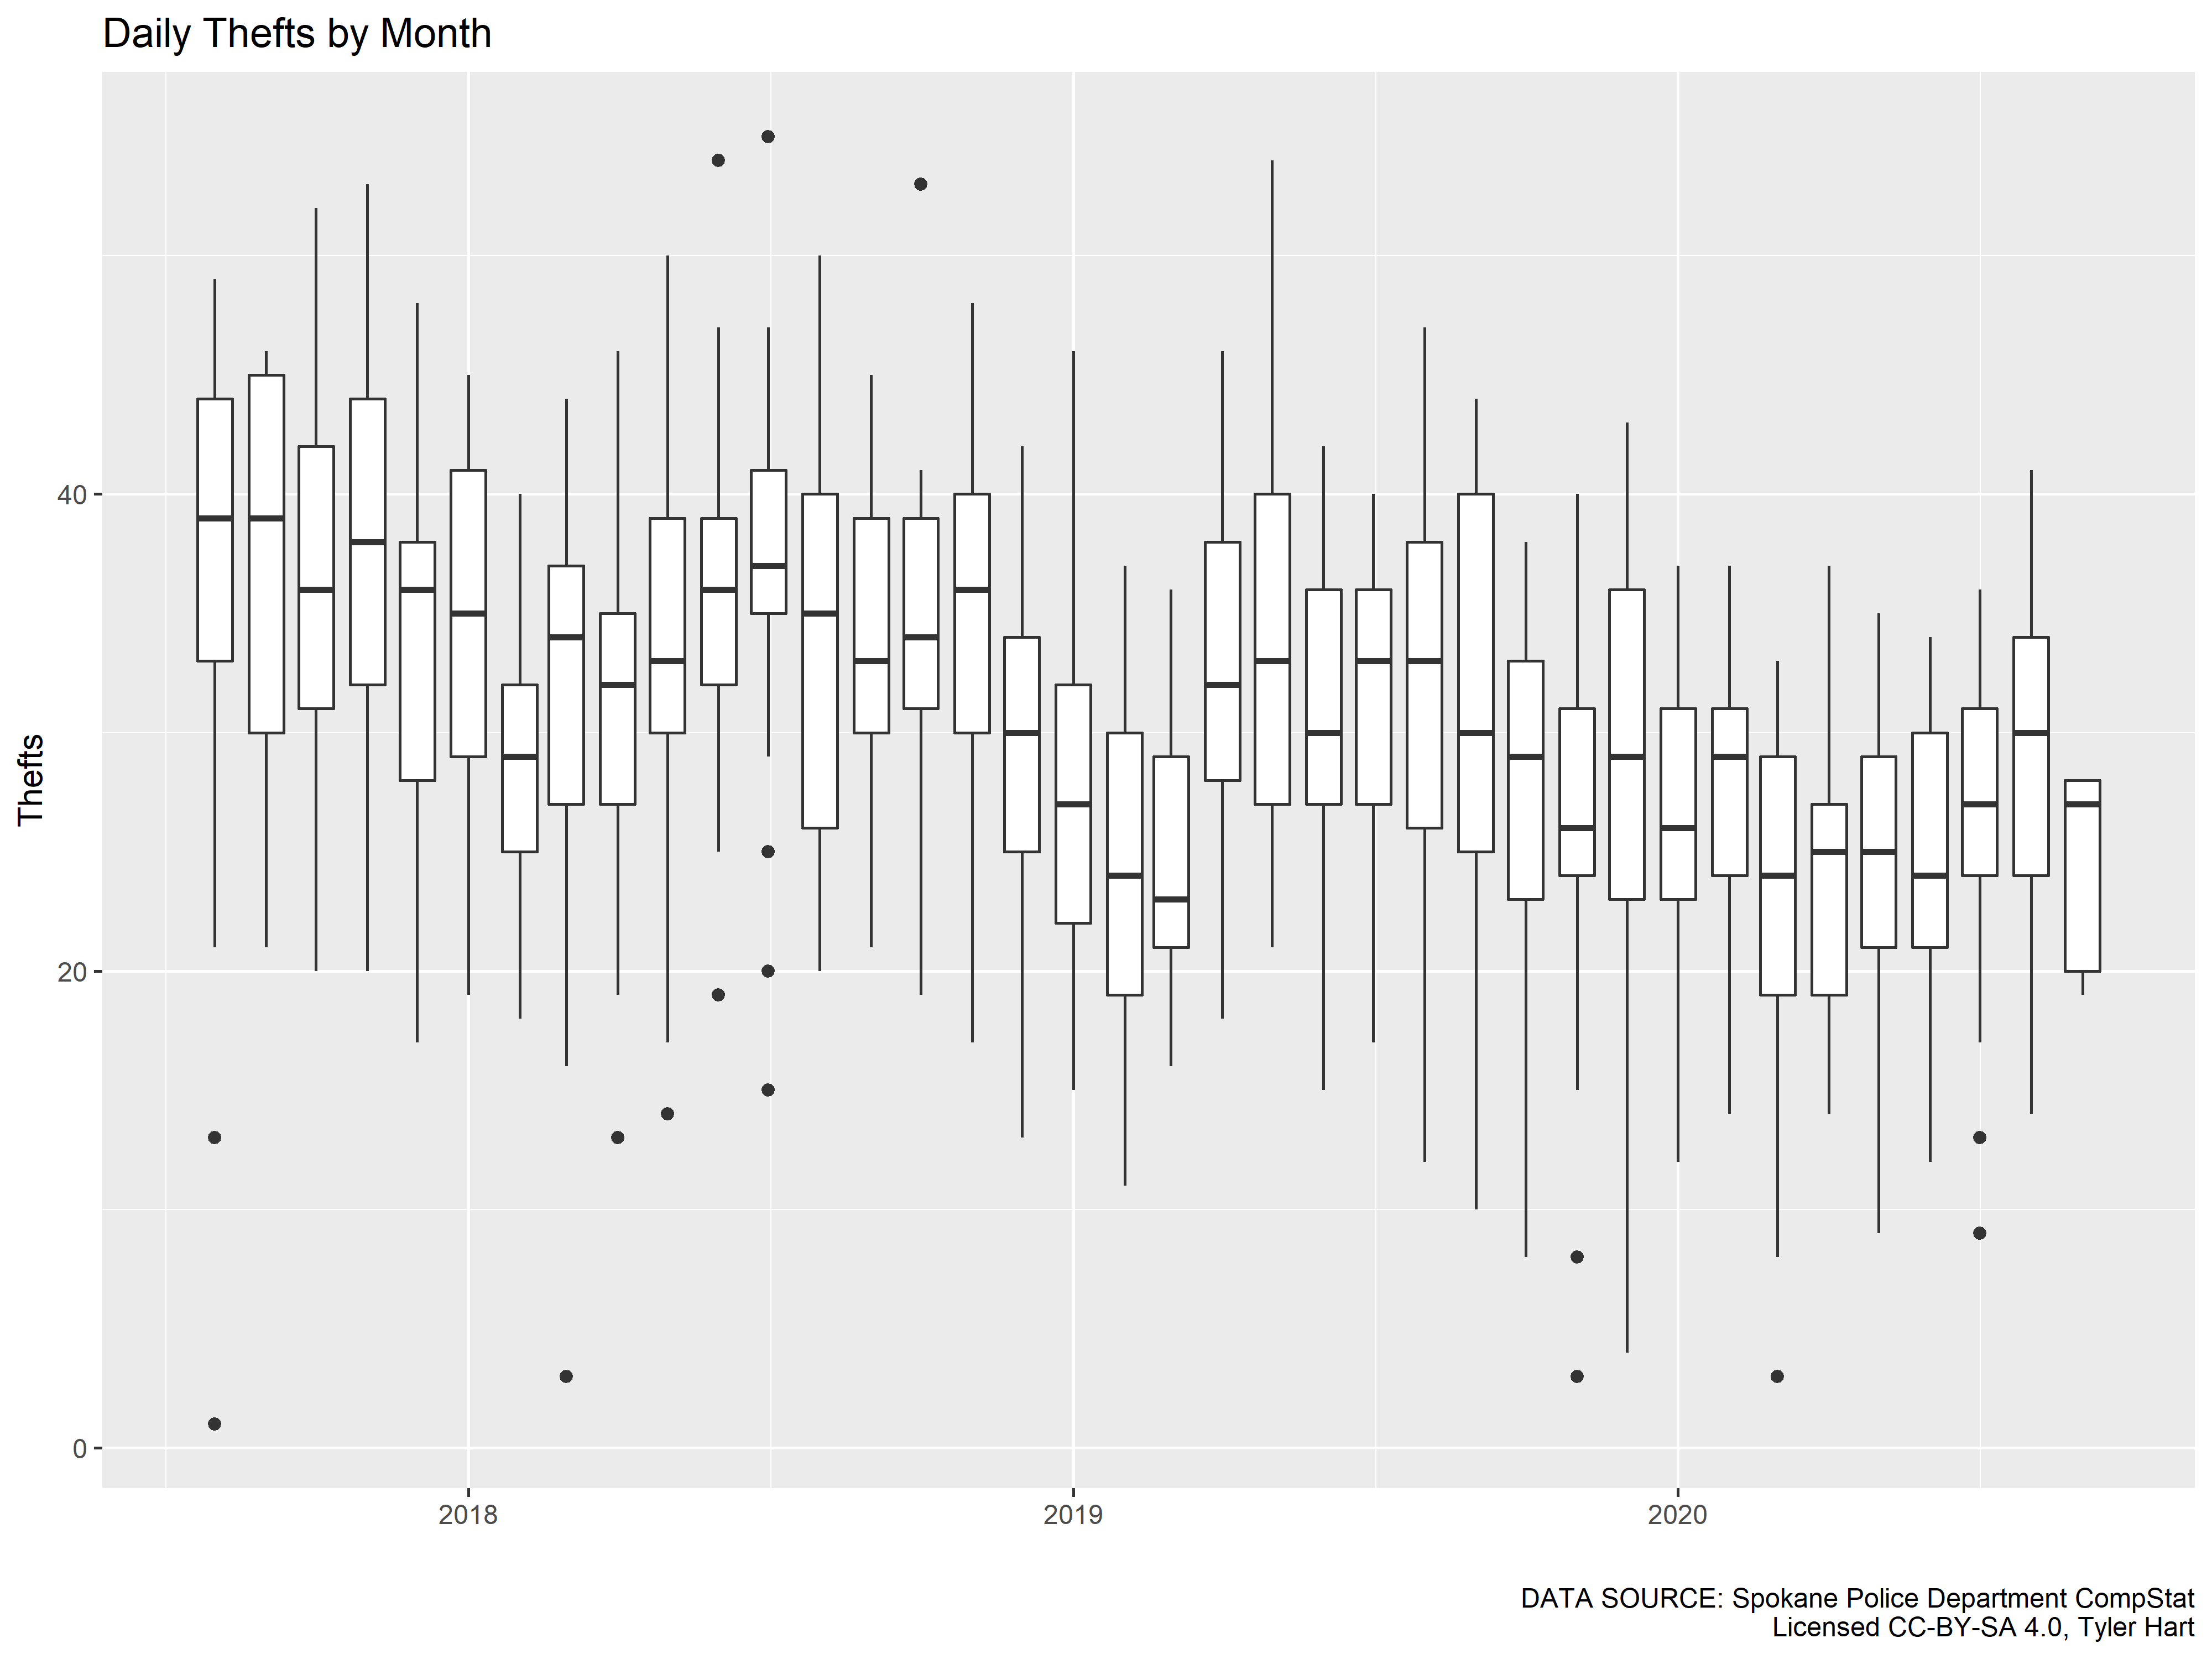 Daily Thefts by Month
Thefts
40
20
0
2018 2019 2020
DATA SOURCE: Spokane Police Department CompStat
Licensed CC-BY-SA 4.0, Tyler Hart